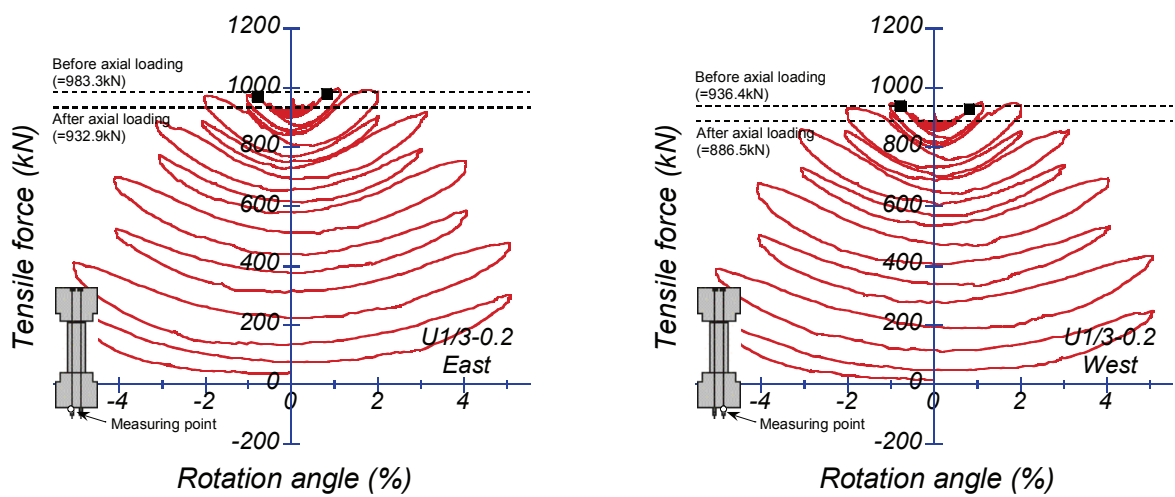 1200
Before axial loading
(=983.3kN)
1000
After axial loading
(=932.9kN)
800
600
400
200
0
-200
Tensile force (kN)
U1/3-0.2
East
-4
-2
0
2
4
Measuring point
Rotation angle (%)
1200
Before axial loading
(=936.4kN)
1000
After axial loading
(=886.5kN)
800
600
400
200
0
-200
Tensile force (kN)
U1/3-0.2
West
-4
-2
0
2
4
Measuring point
Rotation angle (%)